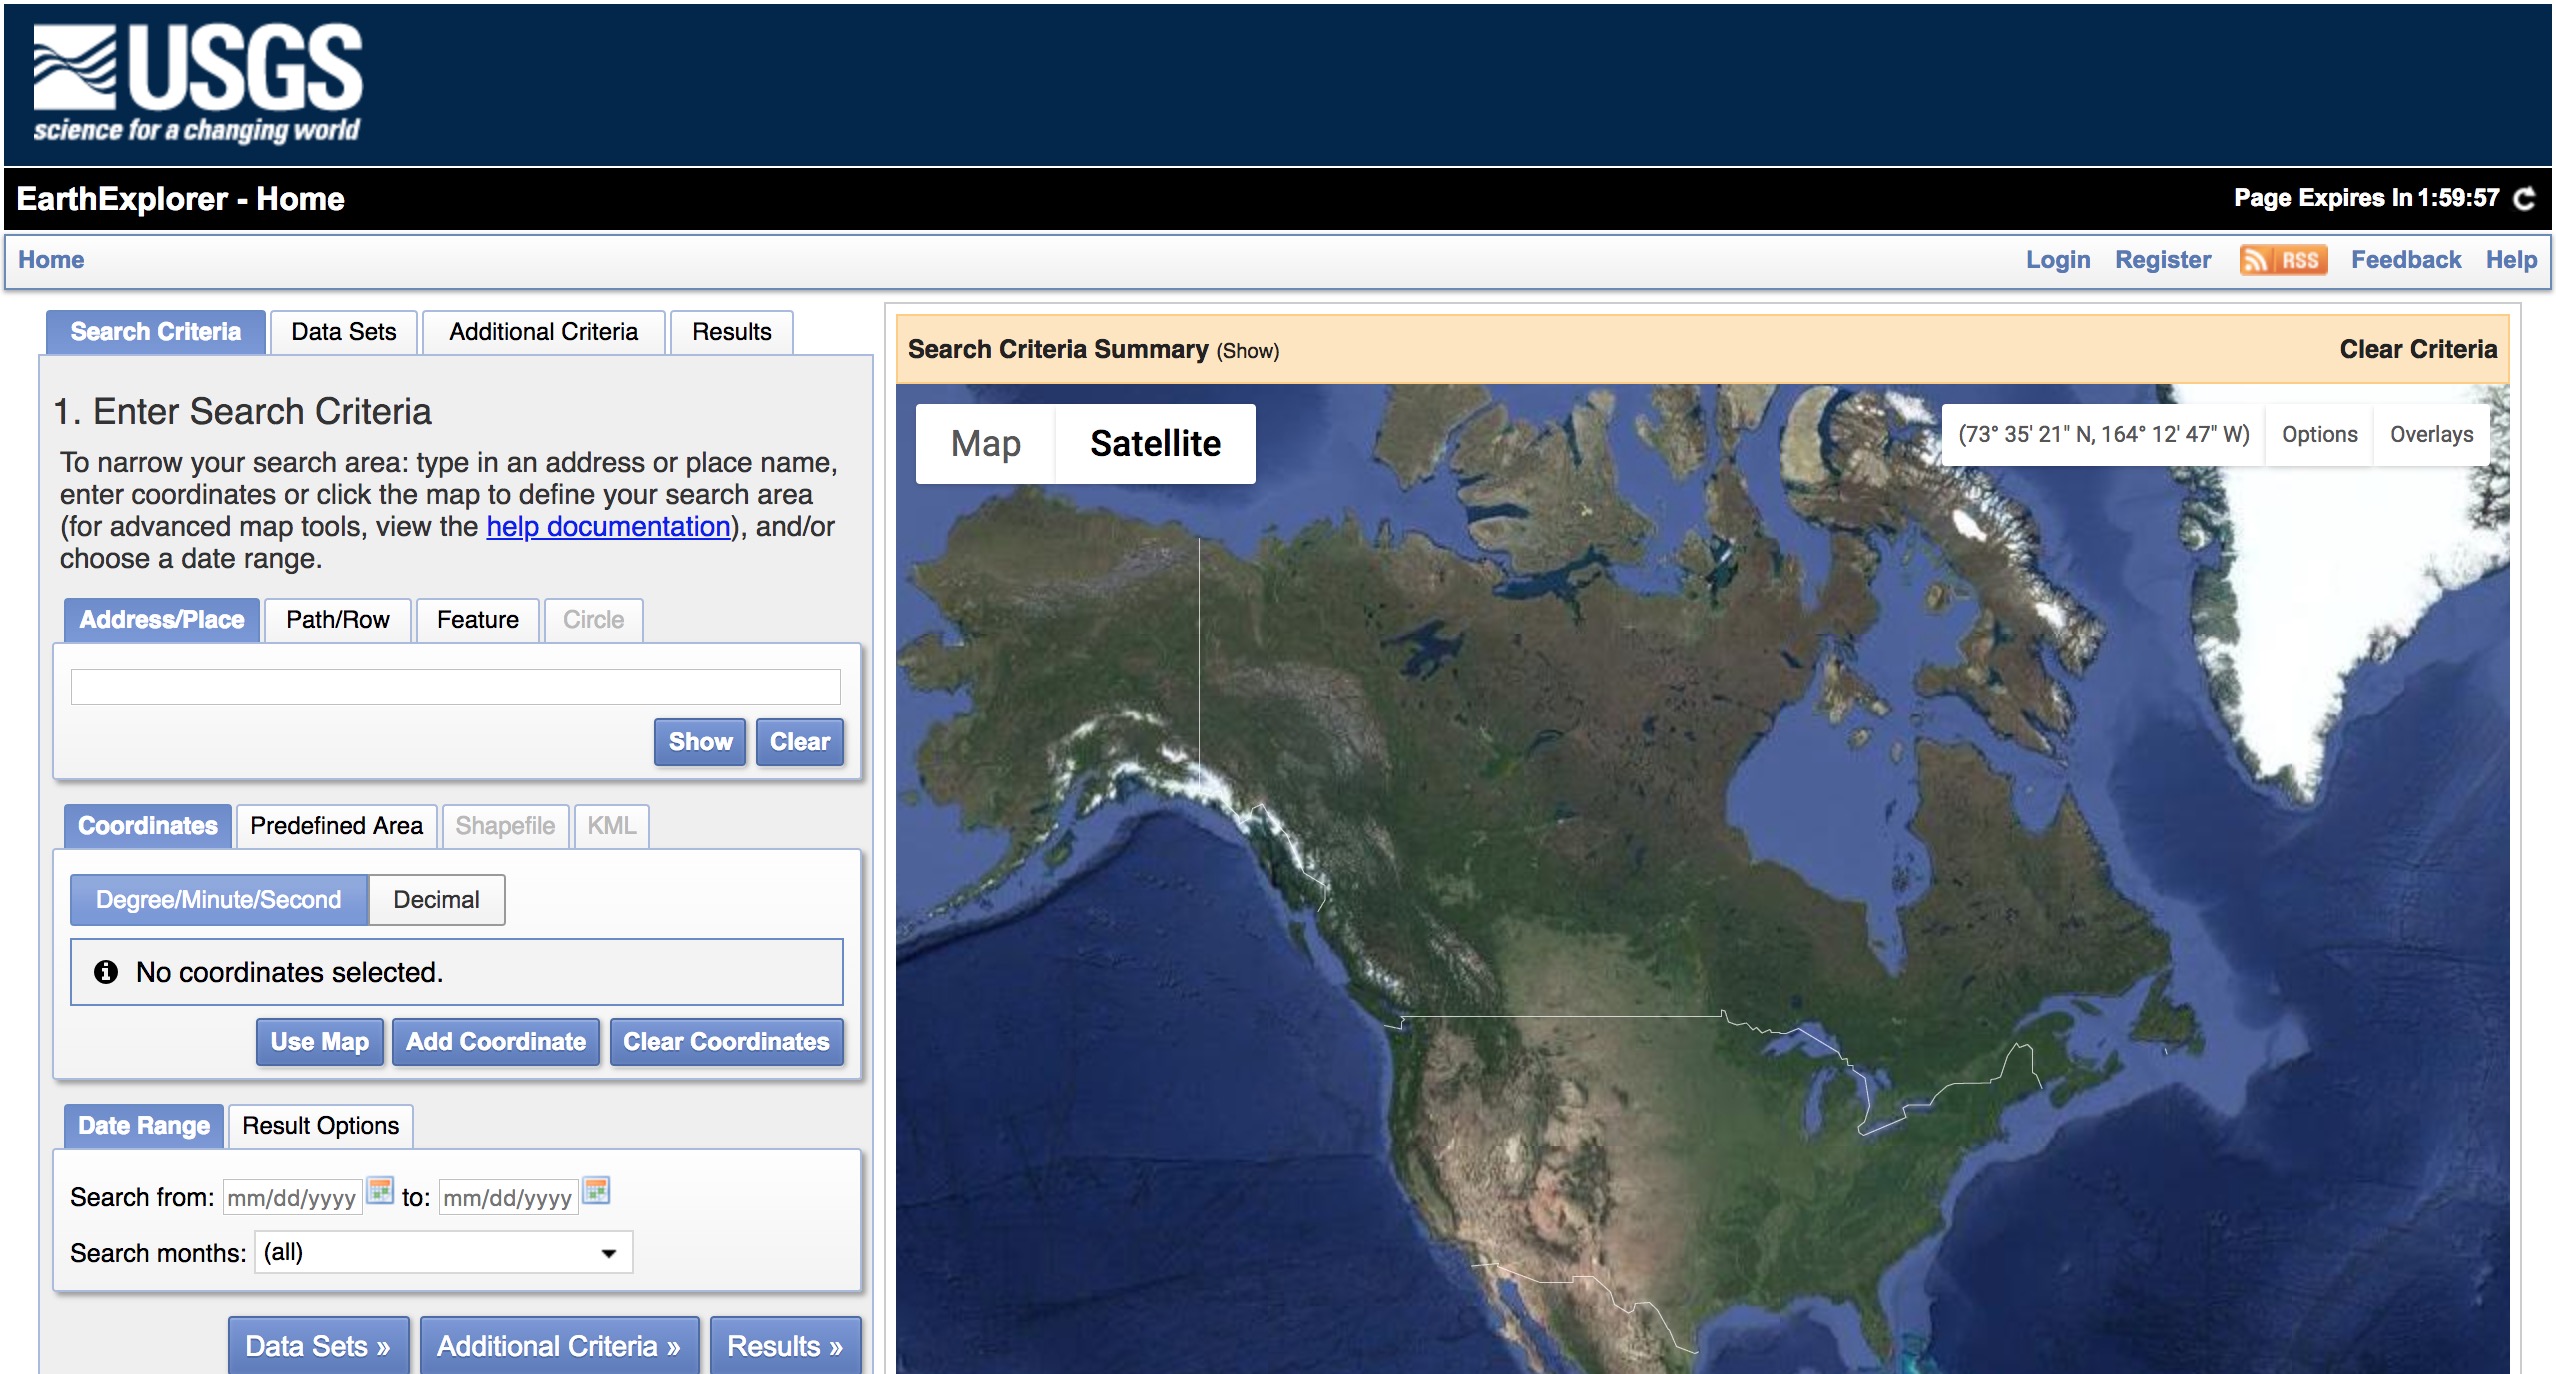 USGS
science for a changing world
EarthExplorer - Home
Page Expires In 1:59:57
Home
Login Register RSS Feedback Help
Search Criteria Data Sets Additional Criteria Results
1. Enter Search Criteria
To narrow your search area: type in an address or place name,
enter coordinates or click the map to define your search area
(for advanced map tools, view the help documentation), and/or
choose a date range.
Address/Place Path/Row Feature Circle
Show Clear
Coordinates Predefined Area Shapefile KML
Degree/Minute/Second Decimal
No coordinates selected.
Use Map Add Coordinate Clear Coordinates
Date Range Result Options
Search from: mm/dd/yyyy to: mm/dd/yyyy
Search months: (all)
Data Sets » Additional Criteria » Results »
Search Criteria Summary (Show)
Clear Criteria
Map Satellite
(73° 35' 21" N, 164° 12' 47" W) Options Overlays